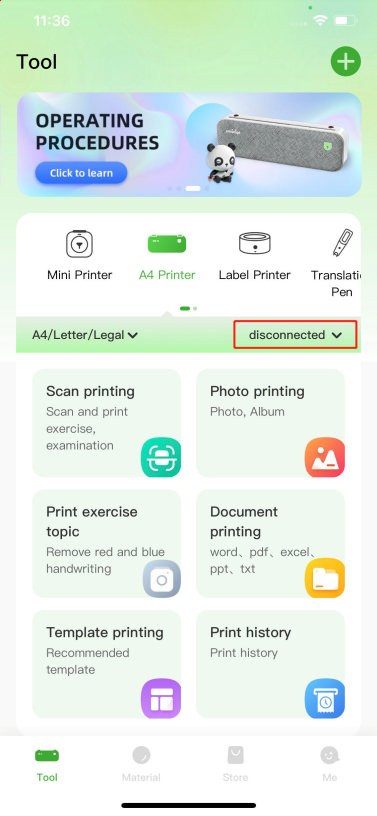 11:36
Tool
OPERATING
PROCEDURES
Click to learn
Mini Printer
A4 Printer
Label Printer
Translati
Pen
A4/Letter/Legal
disconnected
Scan printing
Scan and print
exercise,
examination
Photo printing
Photo, Album
Print exercise
topic
Remove red and blue
handwriting
Document
printing
word、pdf、excel、
ppt、txt
Template printing
Recommended
template
Print history
Print history
Tool
Material
Store
Me